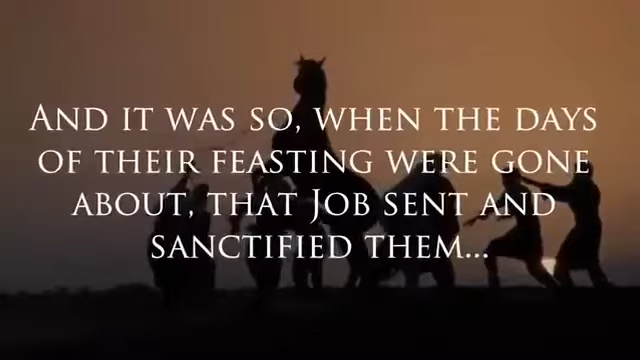 And it was so, when the days
of their feasting were gone
about, that Job sent and
sanctified them...